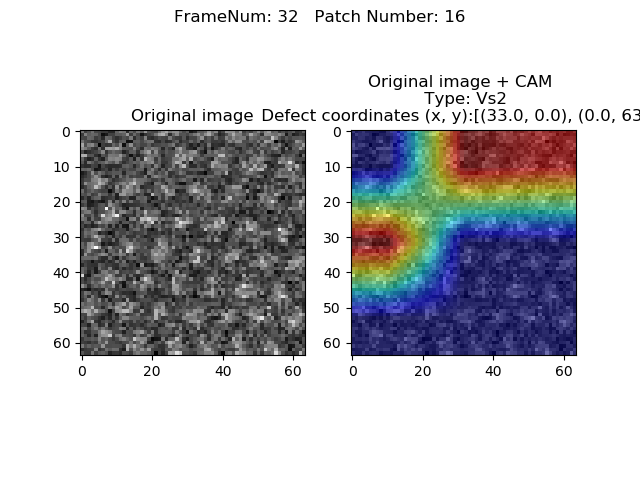 FrameNum: 32   Patch Number: 16
Original image + CAM
Type: Vs2
Original image
Defect coordinates (x, y):[(33.0, 0.0), (0.0, 63
0
10
20
30
40
50
60
0 20 40 60
0
10
20
30
40
50
60
0 20 40 60